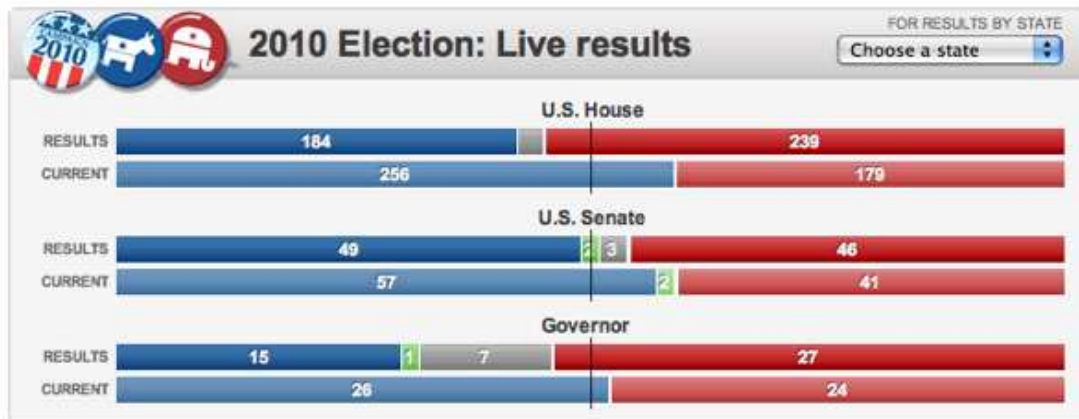 FOR RESULTS BY STATE
2010
2010 Election: Live results
Choose a state
U.S. House
RESULTS 184 239
CURRENT 256 179
U.S. Senate
RESULTS 49 2 3 46
CURRENT 57 2 41
Governor
RESULTS 15 1 7 27
CURRENT 26 24